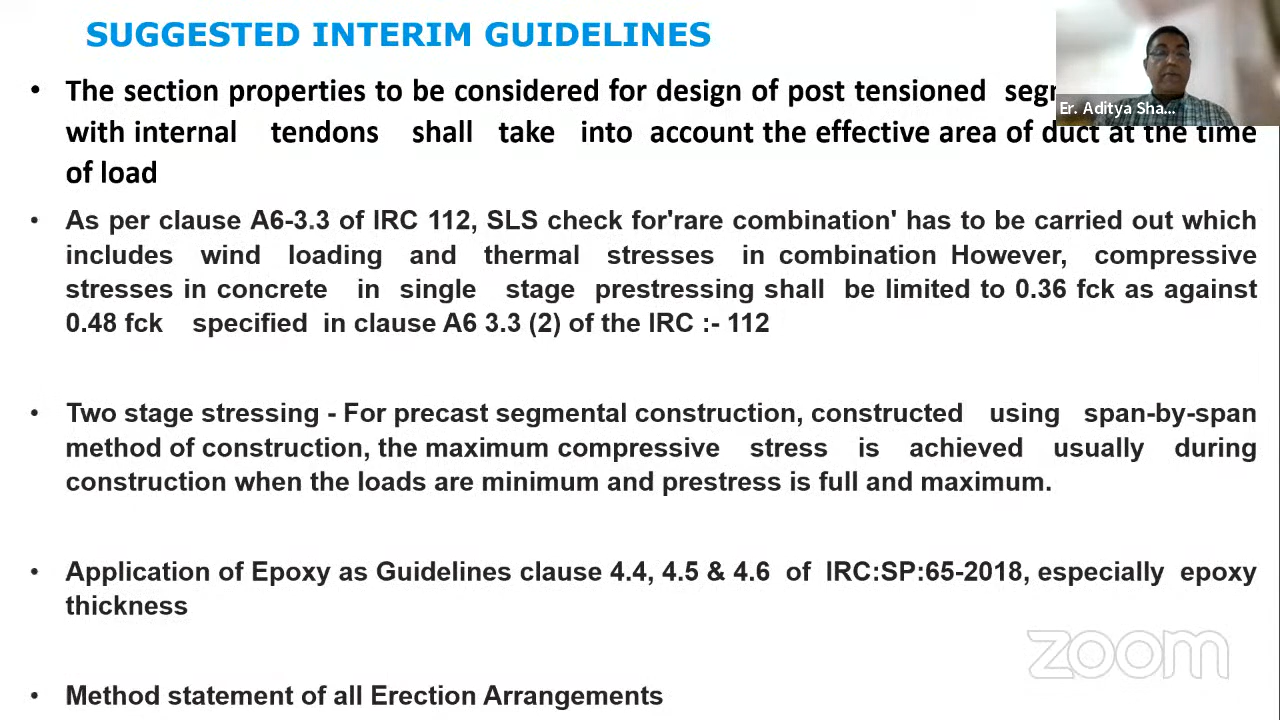 SUGGESTED INTERIM GUIDELINES
• The section properties to be considered for design of post tensioned
Er. Aditya Sha...
with internal tendons shall take into account the effective area of duct at the time
of load
• As per clause A6-3.3 of IRC 112, SLS check for'rare combination' has to be carried out which
includes wind loading and thermal stresses in combination However, compressive
stresses in concrete in single stage prestressing shall be limited to 0.36 fck as against
0.48 fck specified in clause A6 3.3 (2) of the IRC :- 112
• Two stage stressing - For precast segmental construction, constructed using span-by-span
method of construction, the maximum compressive stress is achieved usually during
construction when the loads are minimum and prestress is full and maximum.
• Application of Epoxy as Guidelines clause 4.4, 4.5 & 4.6 of IRC:SP:65-2018, especially epoxy
thickness
zoom
• Method statement of all Erection Arrangements